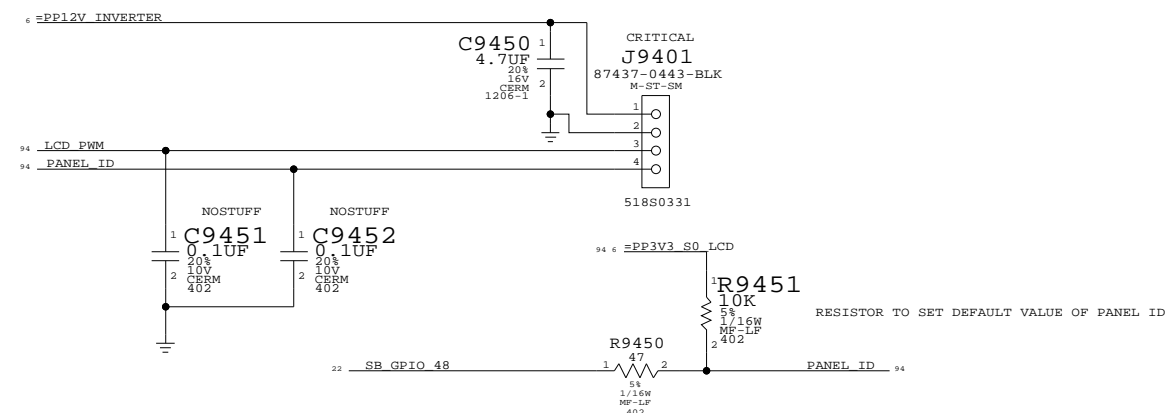 6 =PP12V_INVERTER
C9450
1
4.7UF
20%
16V
CERM
1206-1
2
CRITICAL
J9401
87437-0443-BLK
M-ST-SM
1
2
3
4
518S0331
94 LCD_PWM
94 PANEL_ID
NOSTUFF
1 C9451
0.1UF
20%
10V
CERM
402
2
NOSTUFF
1 C9452
0.1UF
20%
10V
CERM
402
2
94 6 =PP3V3_S0_LCD
1 R9451
10K
5%
1/16W
MF-LF
402
2
RESISTOR TO SET DEFAULT VALUE OF PANEL ID
22 SB_GPIO_48
R9450
1 47 2
5%
1/16W
MF-LF
402
PANEL_ID 94